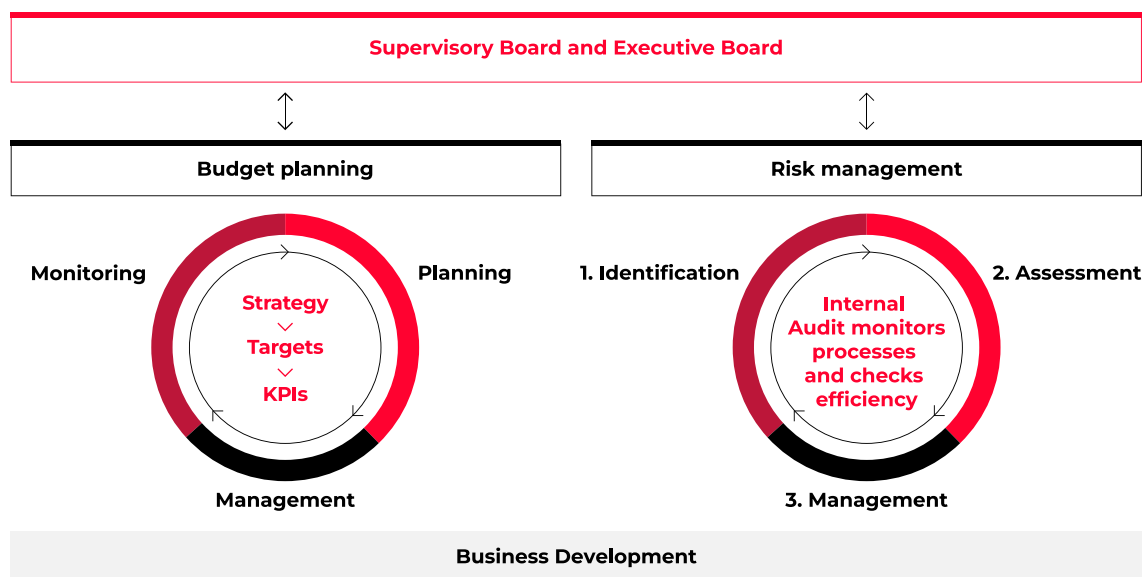 Supervisory Board and Executive Board
Budget planning
Risk management
Monitoring
Planning
Strategy
Targets
KPIs
Management
1. Identification
2. Assessment
Internal
Audit monitors
processes
and checks
efficiency
3. Management
Business Development